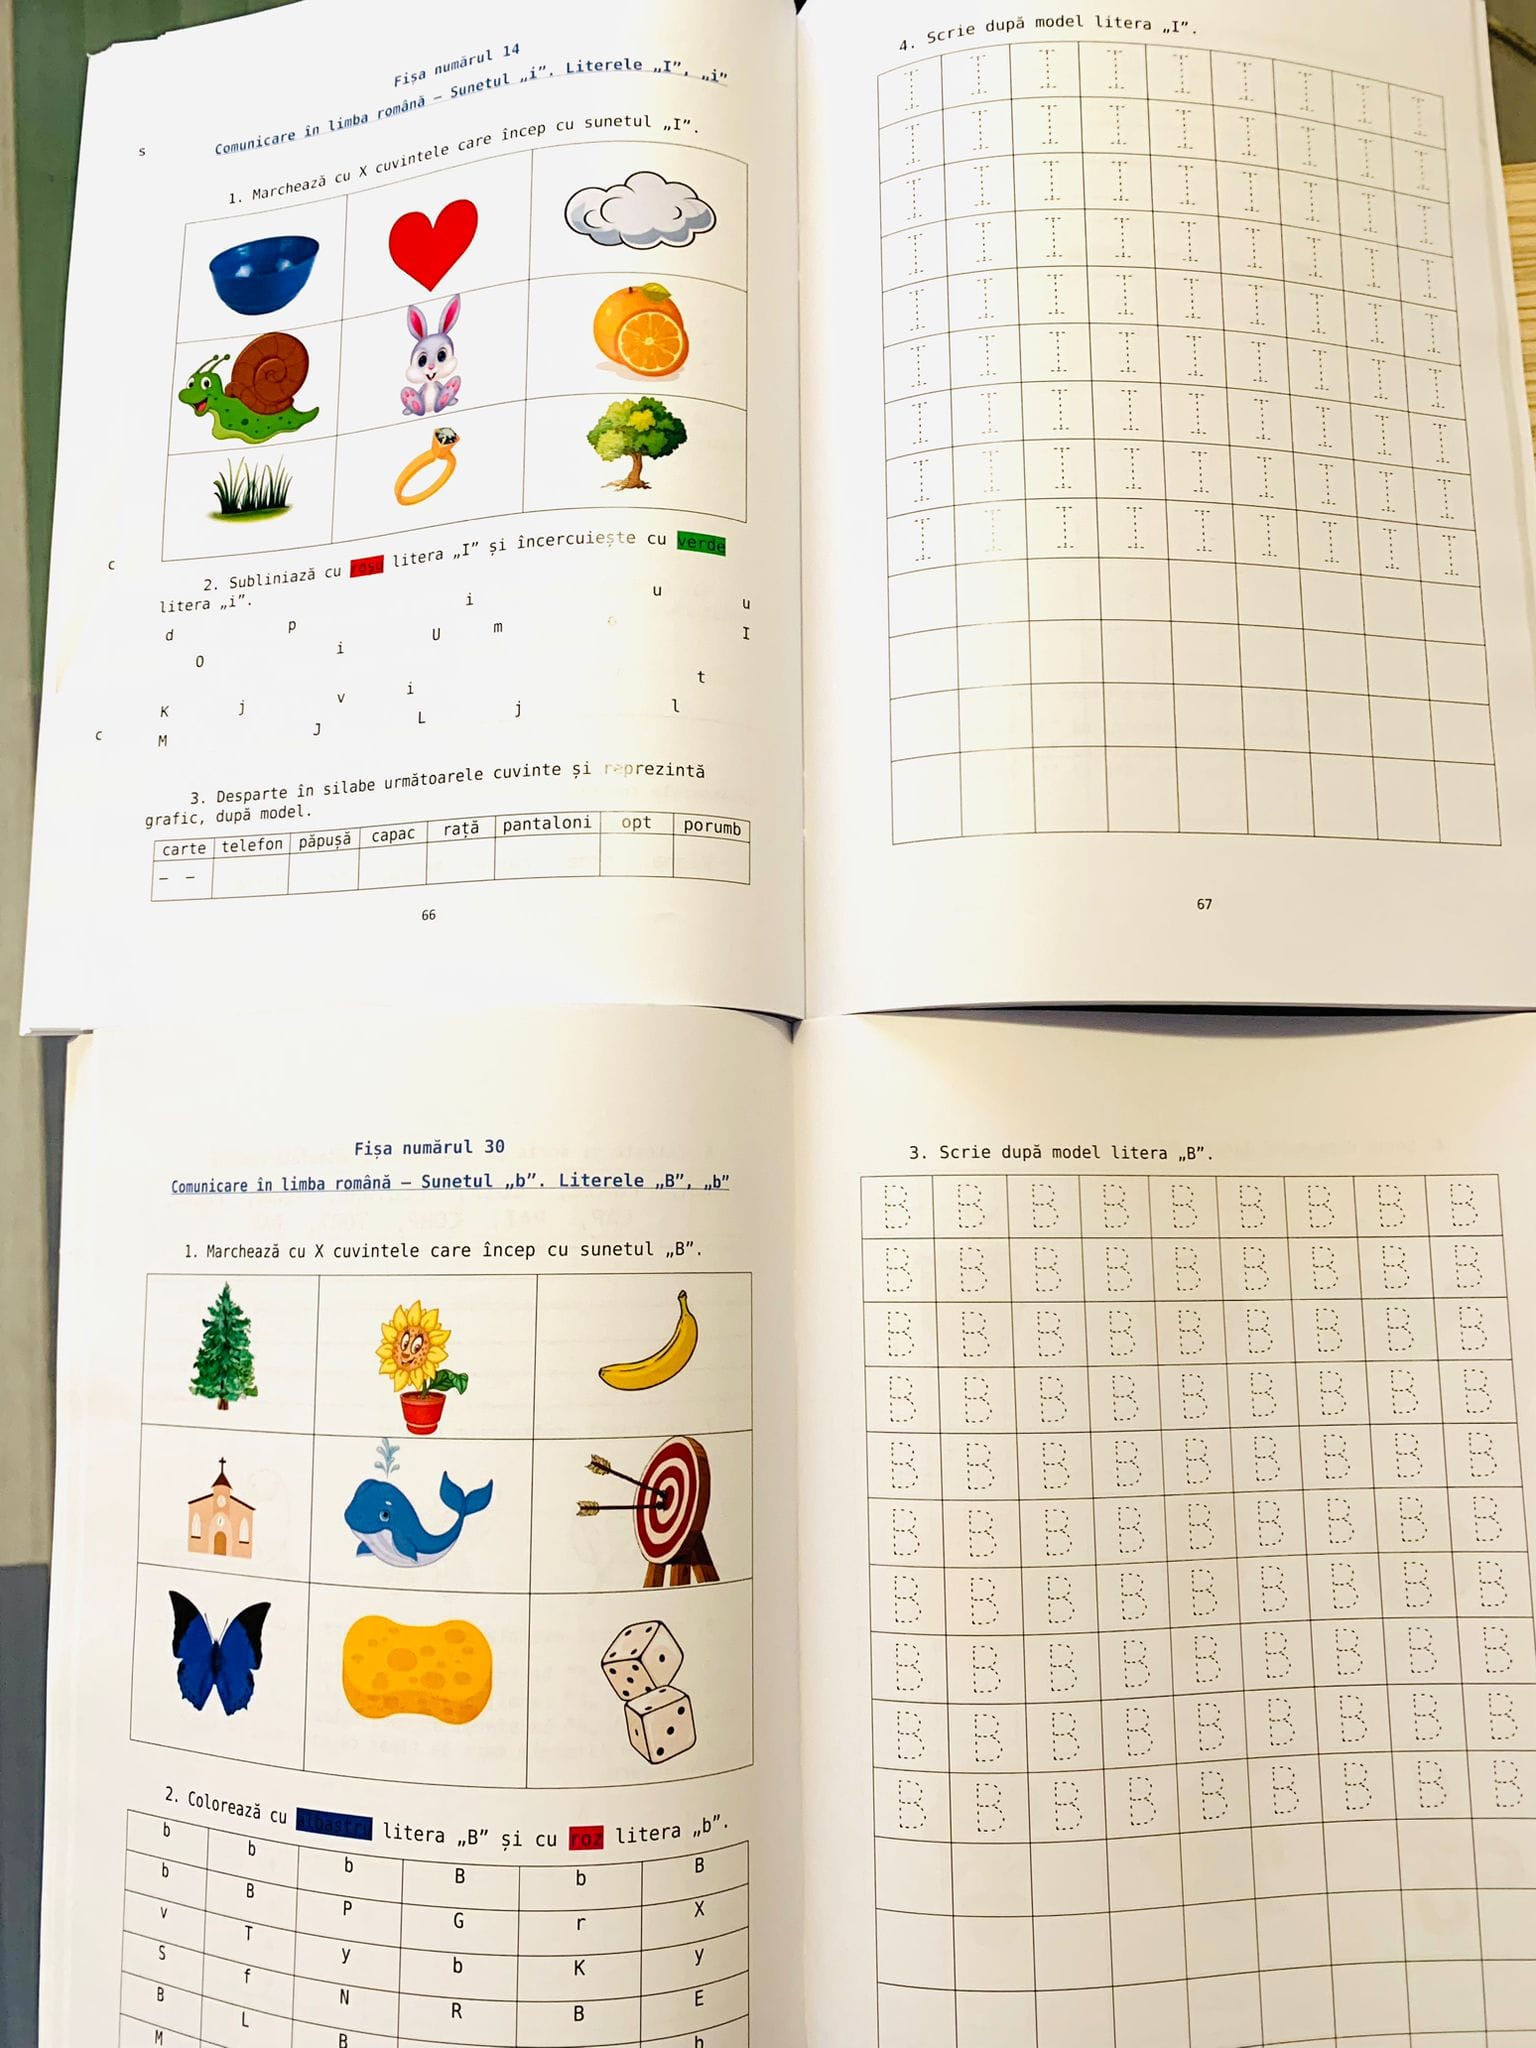 Fișa numărul 14
Comunicare în limba română – Sunetul „i”. Literele „I”, „i”
s
1. Marchează cu X cuvintele care încep cu sunetul „I”.
c
2. Subliniază cu roșu litera „I” și încercuiește cu verde
litera „i”.
d p i u u
O i U m I
K j v i t
c M J L j l
3. Desparte în silabe următoarele cuvinte și reprezintă
grafic, după model.
carte telefon păpușă capac rață pantaloni opt porumb
– –
66
4. Scrie după model litera „I”.
I I I I I I I I I
I I I I I I I I I
I I I I I I I I I
I I I I I I I I I
I I I I I I I I I
I I I I I I I I I
I I I I I I I I I
I I I I I I I I I
I I I I I I I I I
67
Fișa numărul 30
Comunicare în limba română – Sunetul „b”. Literele „B”, „b”
1. Marchează cu X cuvintele care încep cu sunetul „B”.
2. Colorează cu albastru litera „B” și cu roz litera „b”.
b b b B b B
b B P G r X
v T y b K y
S f N R B E
B L B
M
3. Scrie după model litera „B”.
B B B B B B B B B
B B B B B B B B B
B B B B B B B B B
B B B B B B B B B
B B B B B B B B B
B B B B B B B B B
B B B B B B B B B
B B B B B B B B B
B B B B B B B B B
B B B B B B B B B